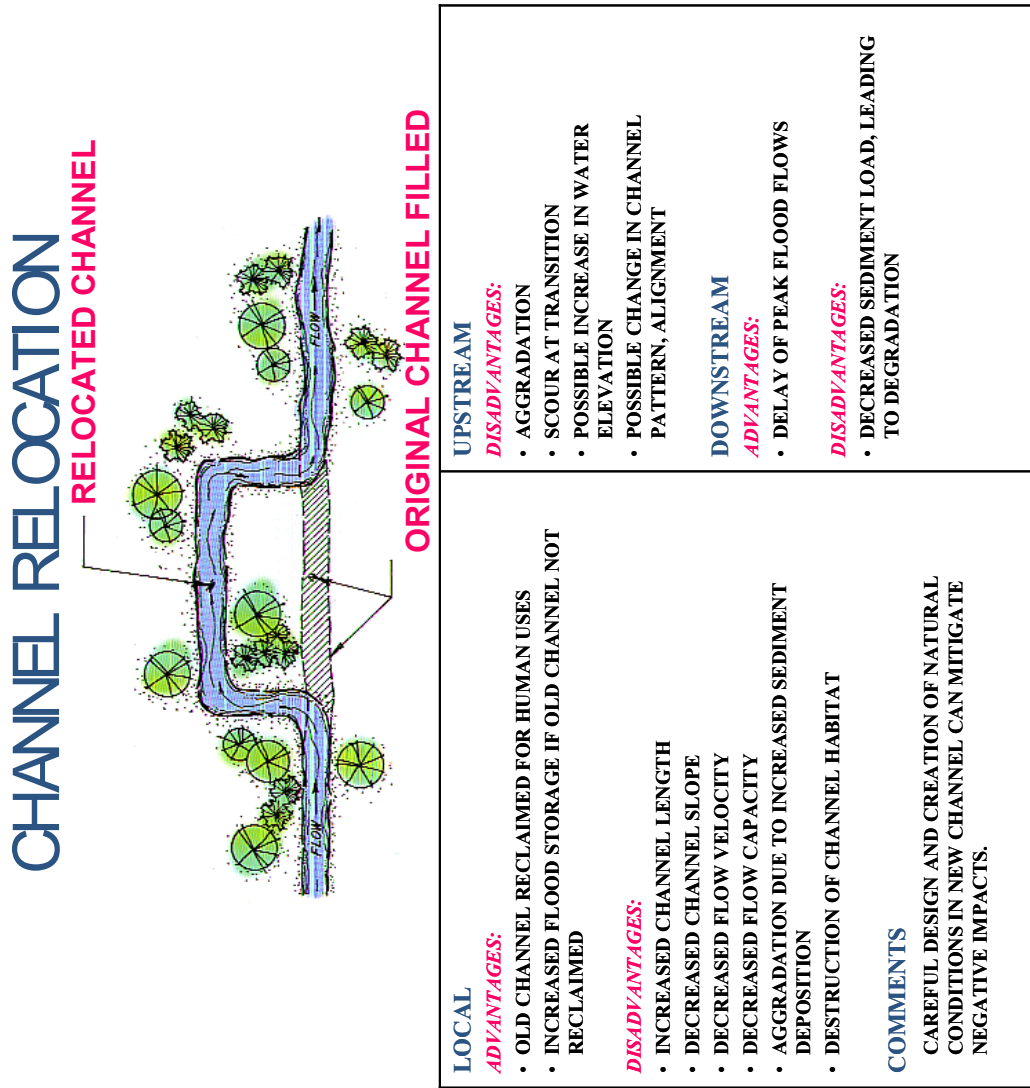 CHANNEL RELOCATION
RELOCATED CHANNEL
FLOW
FLOW
ORIGINAL CHANNEL FILLED
LOCAL
ADVANTAGES:
• OLD CHANNEL RECLAIMED FOR HUMAN USES
• INCREASED FLOOD STORAGE IF OLD CHANNEL NOT
RECLAIMED
DISADVANTAGES:
• INCREASED CHANNEL LENGTH
• DECREASED CHANNEL SLOPE
• DECREASED FLOW VELOCITY
• DECREASED FLOW CAPACITY
• AGGRADATION DUE TO INCREASED SEDIMENT
DEPOSITION
• DESTRUCTION OF CHANNEL HABITAT
COMMENTS
CAREFUL DESIGN AND CREATION OF NATURAL
CONDITIONS IN NEW CHANNEL CAN MITIGATE
NEGATIVE IMPACTS.
UPSTREAM
DISADVANTAGES:
• AGGRADATION
• SCOUR AT TRANSITION
• POSSIBLE INCREASE IN WATER
ELEVATION
• POSSIBLE CHANGE IN CHANNEL
PATTERN, ALIGNMENT
DOWNSTREAM
ADVANTAGES:
• DELAY OF PEAK FLOOD FLOWS
DISADVANTAGES:
• DECREASED SEDIMENT LOAD, LEADING
TO DEGRADATION